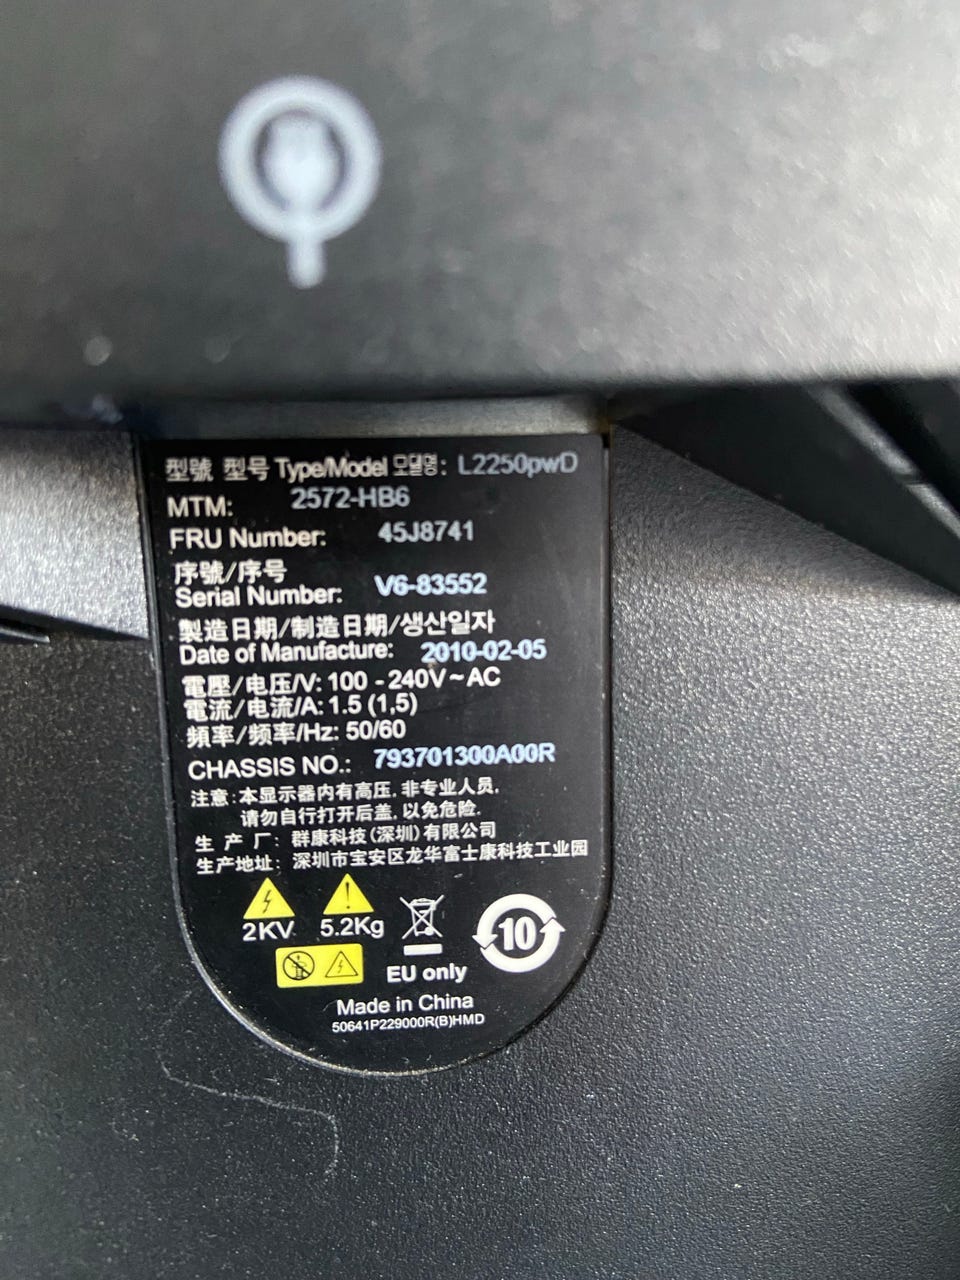 型號 型号 Type/Model 모델명: L2250pwD
MTM: 2572-HB6
FRU Number: 45J8741
序號/序号
Serial Number: V6-83552
製造日期/制造日期/생산일자
Date of Manufacture: 2010-02-05
電壓/电压/V: 100 - 240V~AC
電流/电流/A: 1.5 (1,5)
頻率/频率/Hz: 50/60
CHASSIS NO.: 793701300A00R
注意:本显示器内有高压,非专业人员,
请勿自行打开后盖,以免危险.
生 产 厂: 群康科技(深圳)有限公司
生产地址: 深圳市宝安区龙华富士康科技工业园
2KV 5.2Kg
10
EU only
Made in China
50641P229000R(B)HMD